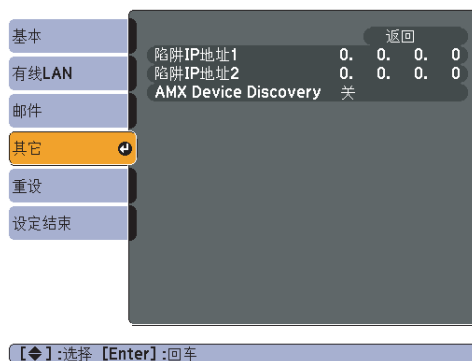 基本
有线LAN
邮件
其它
重设
设定结束
返回
陷阱IP地址1 0. 0. 0. 0
陷阱IP地址2 0. 0. 0. 0
AMX Device Discovery 关
[◆]:选择 [Enter]:回车